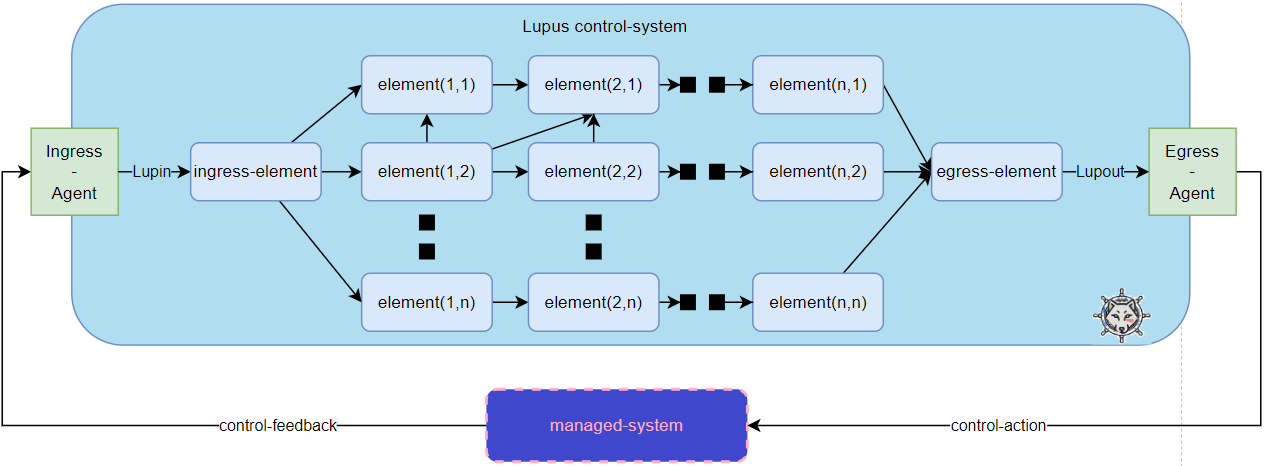 Lupus control-system
element(1,1)
element(2,1)
element(n,1)
Ingress
-
Agent
Lupin
ingress-element
element(1,2)
element(2,2)
element(n,2)
egress-element
Lupout
Egress
-
Agent
element(1,n)
element(2,n)
element(n,n)
control-feedback
managed-system
control-action